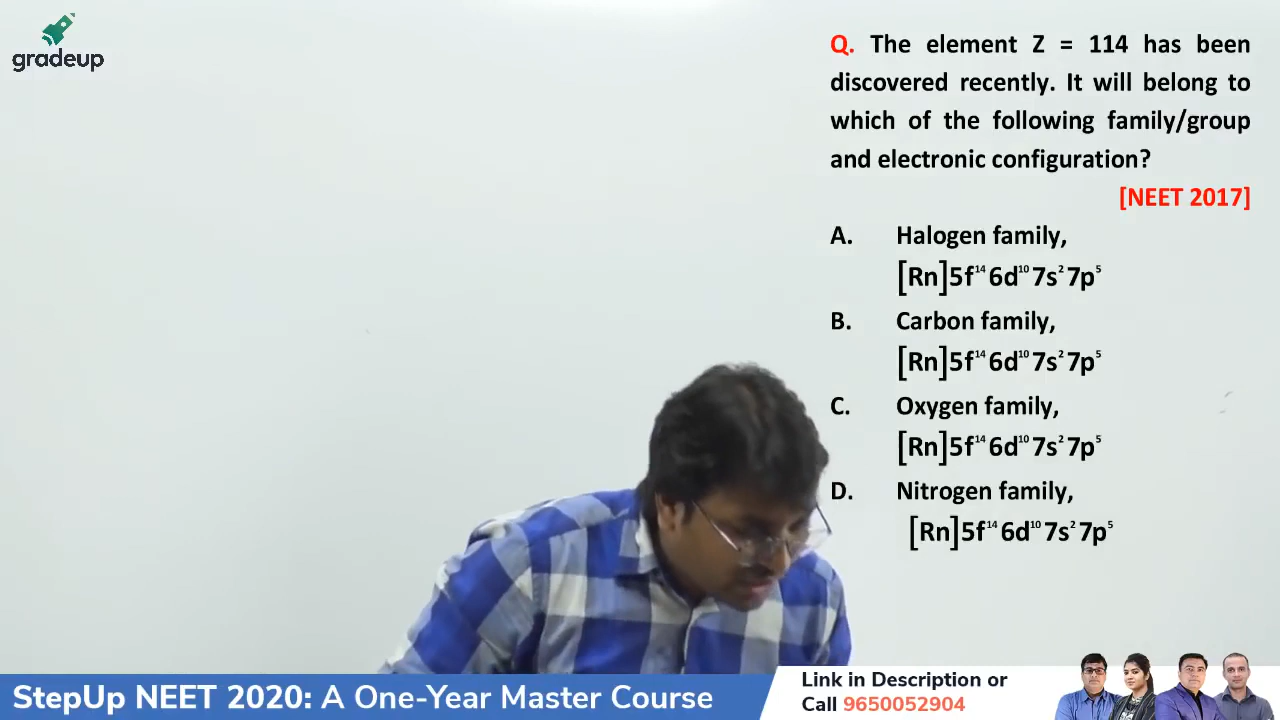 gradeup
Q. The element Z = 114 has been
discovered recently. It will belong to
which of the following family/group
and electronic configuration?
[NEET 2017]
A. Halogen family,
[Rn]5f¹⁴6d¹⁰7s²7p⁵
B. Carbon family,
[Rn]5f¹⁴6d¹⁰7s²7p⁵
C. Oxygen family,
[Rn]5f¹⁴6d¹⁰7s²7p⁵
D. Nitrogen family,
[Rn]5f¹⁴6d¹⁰7s²7p⁵
StepUp NEET 2020: A One-Year Master Course
Link in Description or
Call 9650052904